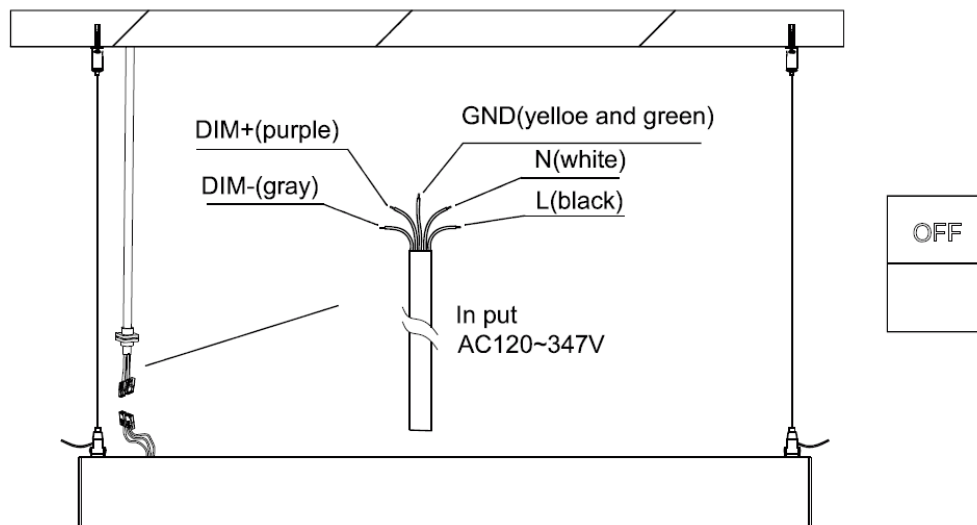 DIM+(purple)
GND(yelloe and green)
DIM-(gray)
N(white)
L(black)
OFF
In put
AC120~347V